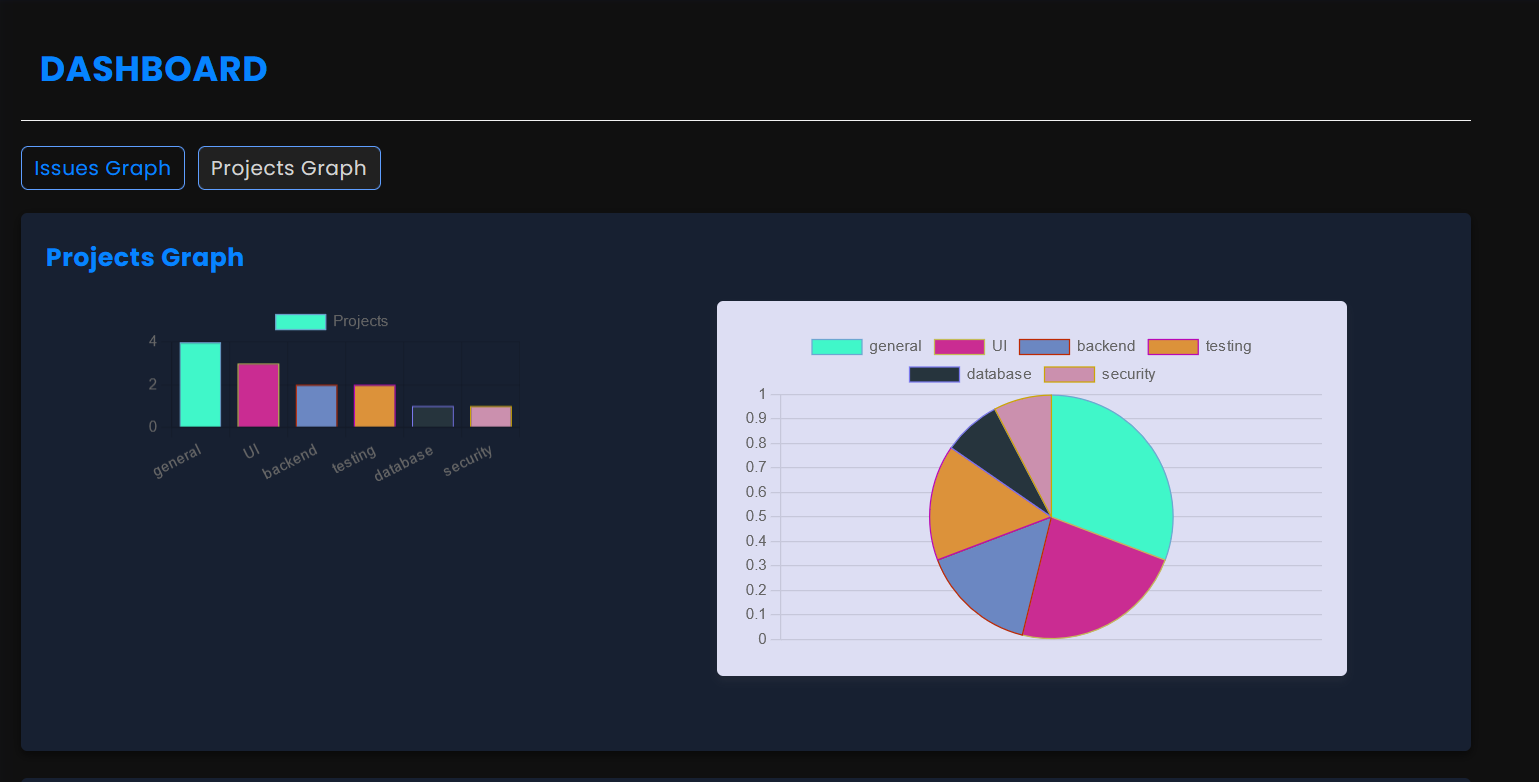 DASHBOARD
Issues Graph Projects Graph
Projects Graph
Projects
4
2
0
general UI backend testing database security
general UI backend testing
database security
1
0.9
0.8
0.7
0.6
0.5
0.4
0.3
0.2
0.1
0